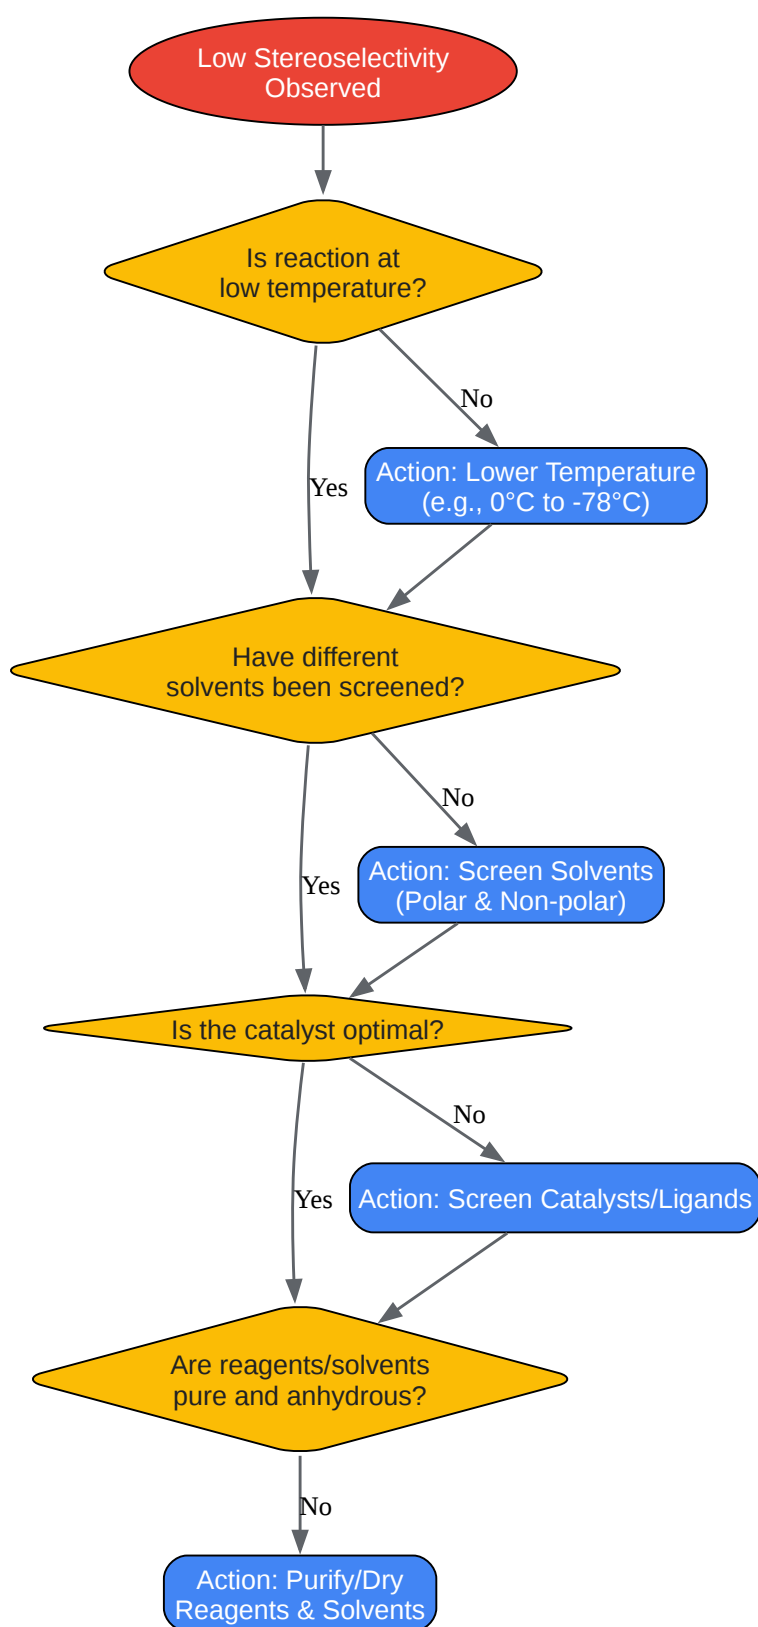 Low Stereoselectivity
Observed
Is reaction at
low temperature?
No
Action: Lower Temperature
(e.g., 0°C to -78°C)
Yes
Have different
solvents been screened?
No
Action: Screen Solvents
(Polar & Non-polar)
Yes
Is the catalyst optimal?
No
Action: Screen Catalysts/Ligands
Yes
Are reagents/solvents
pure and anhydrous?
No
Action: Purify/Dry
Reagents & Solvents